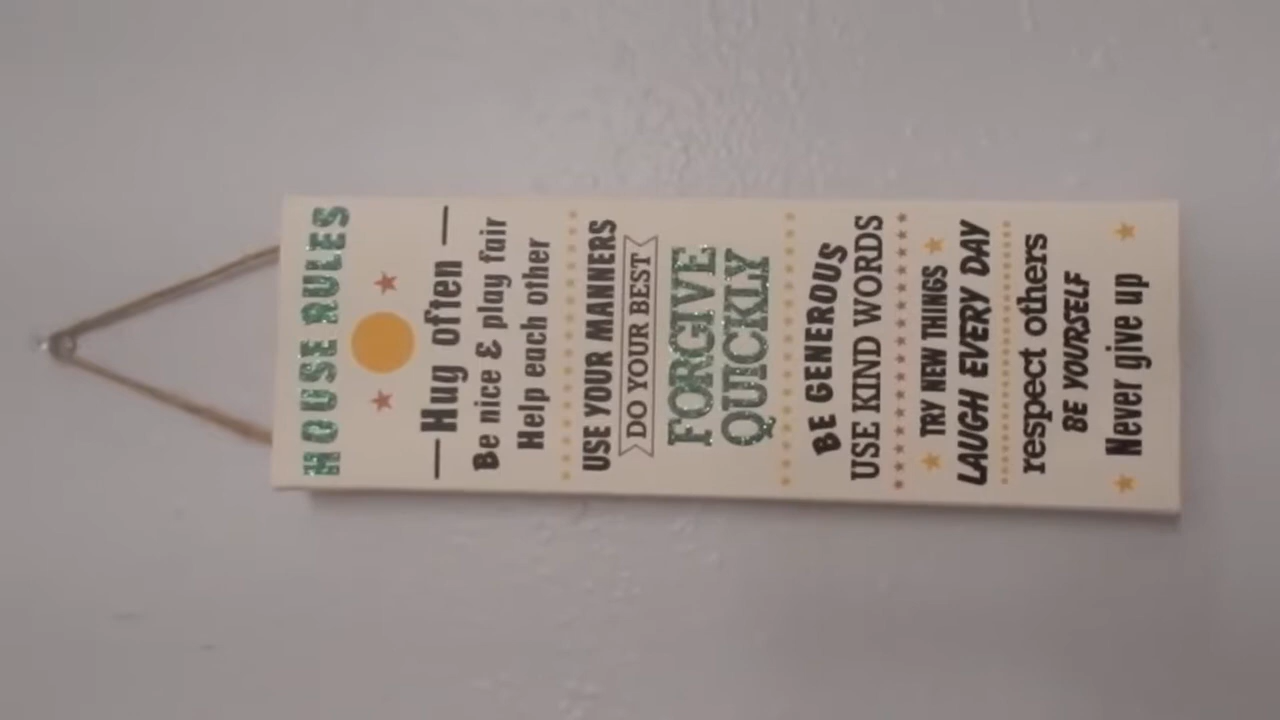 HOUSE RULES
Hug often
Be nice & play fair
Help each other
USE YOUR MANNERS
DO YOUR BEST
FORGIVE
QUICKLY
BE GENEROUS
USE KIND WORDS
TRY NEW THINGS
LAUGH EVERY DAY
respect others
BE YOURSELF
Never give up